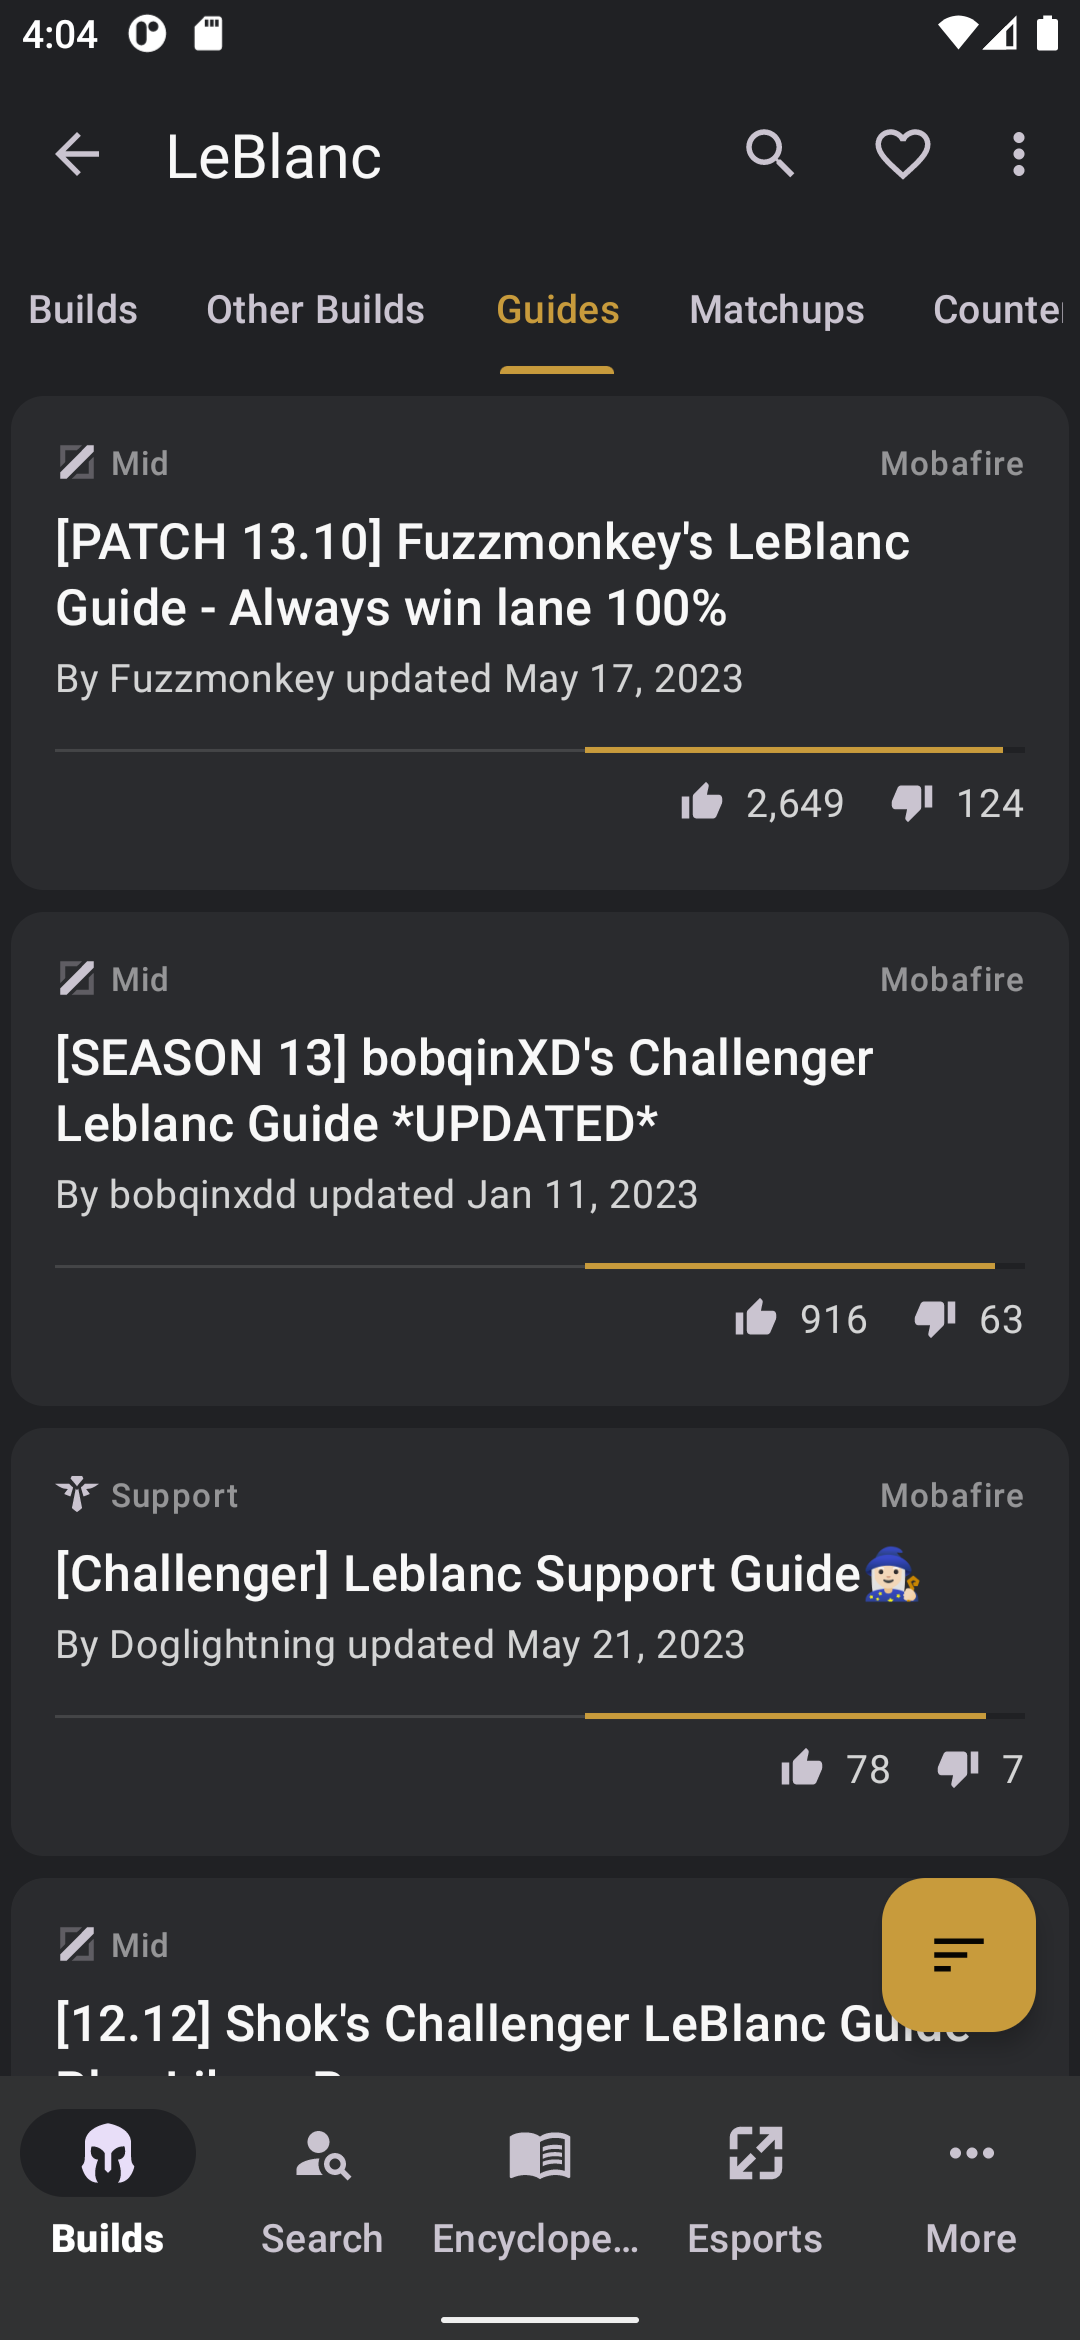 4:04
LeBlanc
Builds Other Builds Guides Matchups Counter
Mid Mobafire
[PATCH 13.10] Fuzzmonkey's LeBlanc
Guide - Always win lane 100%
By Fuzzmonkey updated May 17, 2023
2,649 124
Mid Mobafire
[SEASON 13] bobqinXD's Challenger
Leblanc Guide *UPDATED*
By bobqinxdd updated Jan 11, 2023
916 63
Support Mobafire
[Challenger] Leblanc Support Guide🧙🏻‍♀️
By Doglightning updated May 21, 2023
78 7
Mid
[12.12] Shok's Challenger LeBlanc Guide
Builds Search Encyclope... Esports More